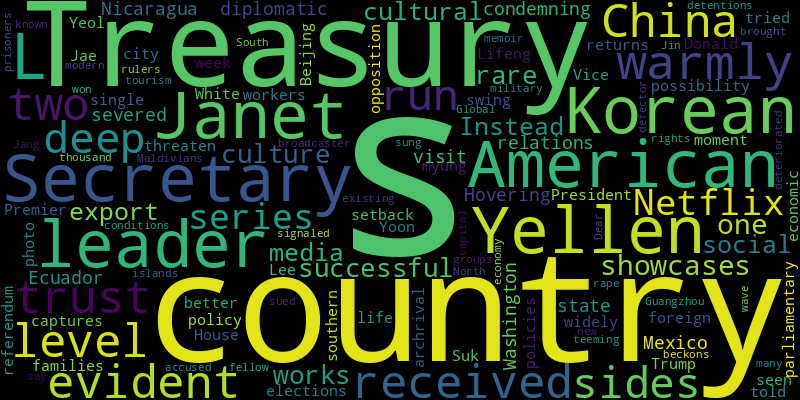 prisoners Nicaragua diplomatic cultural condemning China tried detentions
known Yeol Treasury South memoir returns Jin Donald brought
modern L Jae city week Beijing opposition Lifeng rare Vice warmly
rulers tourism two won single White workers run swing military possibility Korean
severed Janet Global Instead defector rights moment
deep thousand Jang threaten broadcaster S sung visit relations American deteriorated
Maldivians culture myung
Secretary existing Hovering President Netflix economic
Premier export series setback Yoon capital Yellen Dear one
conditions signaled photo leader islands media Lee successful groups North economy social
Ecuador showcases
referendum trust sued better southern country archrival Washington policies state Guangzhou rape wave parliamentary
captures policy life widely new foreign teeming
level House Suk Mexico beckons
families accused works Trump many
say evident fellow elections received sides seen told